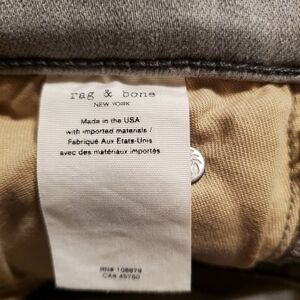 rag & bone
NEW YORK
Made in the USA
with imported materials /
Fabriqué Aux États-Unis
avec des matériaux importés
RN# 108679
CA# 45750